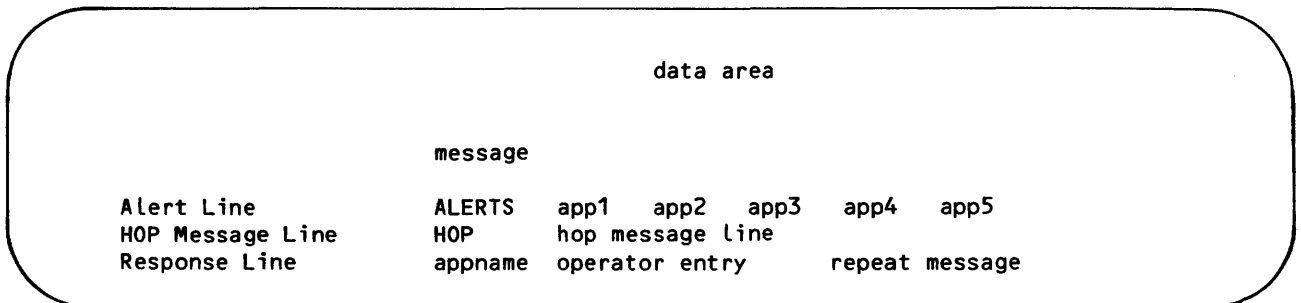 data area
message
Alert Line ALERTS app1 app2 app3 app4 app5
HOP Message Line HOP hop message line
Response Line appname operator entry repeat message